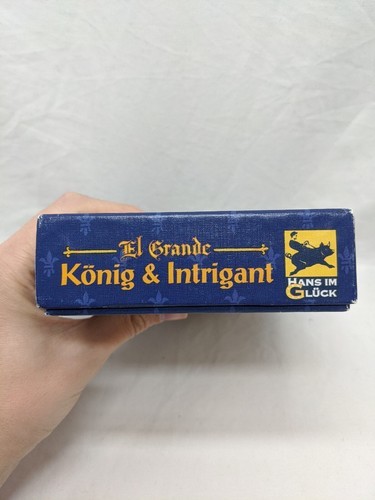 El Grande
König & Intrigant
HANS IM
GLÜCK